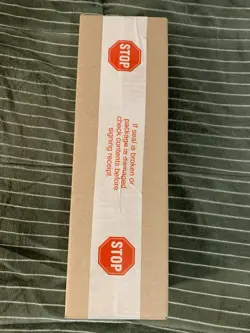 STOP
If seal is broken or
package is damaged
check contents before
signing receipt
STOP